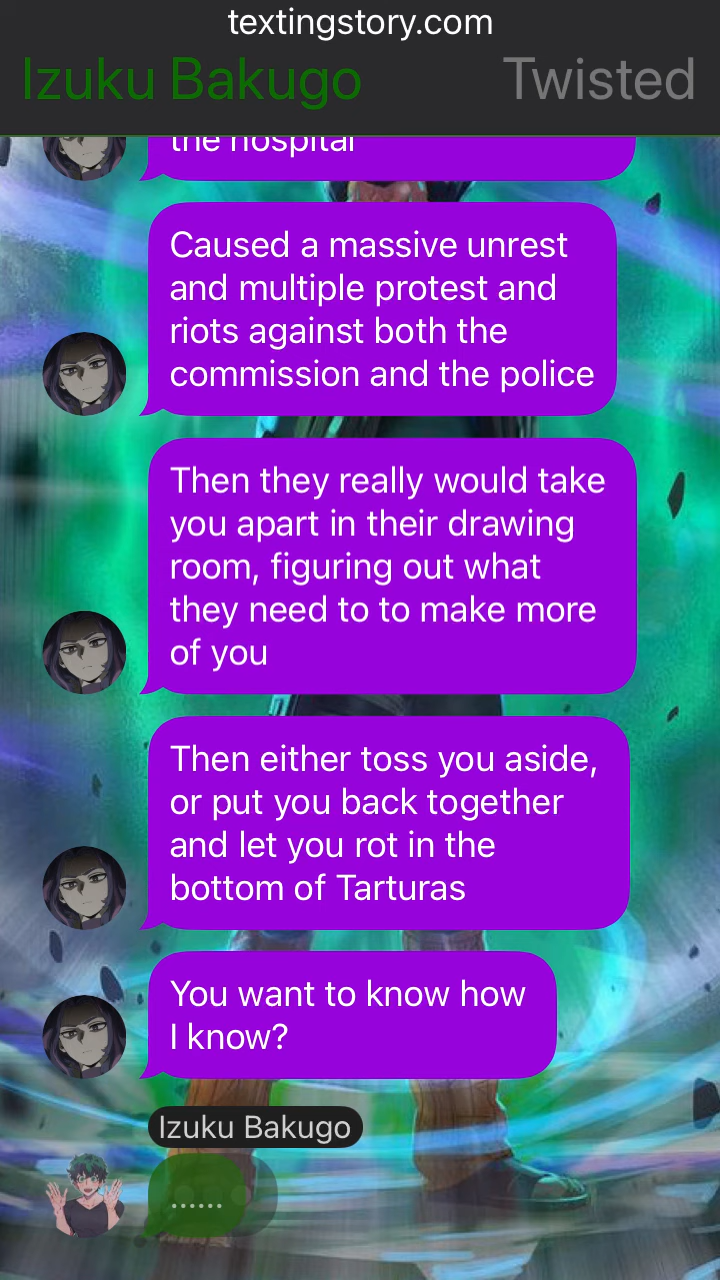 textingstory.com
Izuku Bakugo
Twisted
the hospital
Caused a massive unrest
and multiple protest and
riots against both the
commission and the police
Then they really would take
you apart in their drawing
room, figuring out what
they need to to make more
of you
Then either toss you aside,
or put you back together
and let you rot in the
bottom of Tarturas
You want to know how
I know?
Izuku Bakugo
......